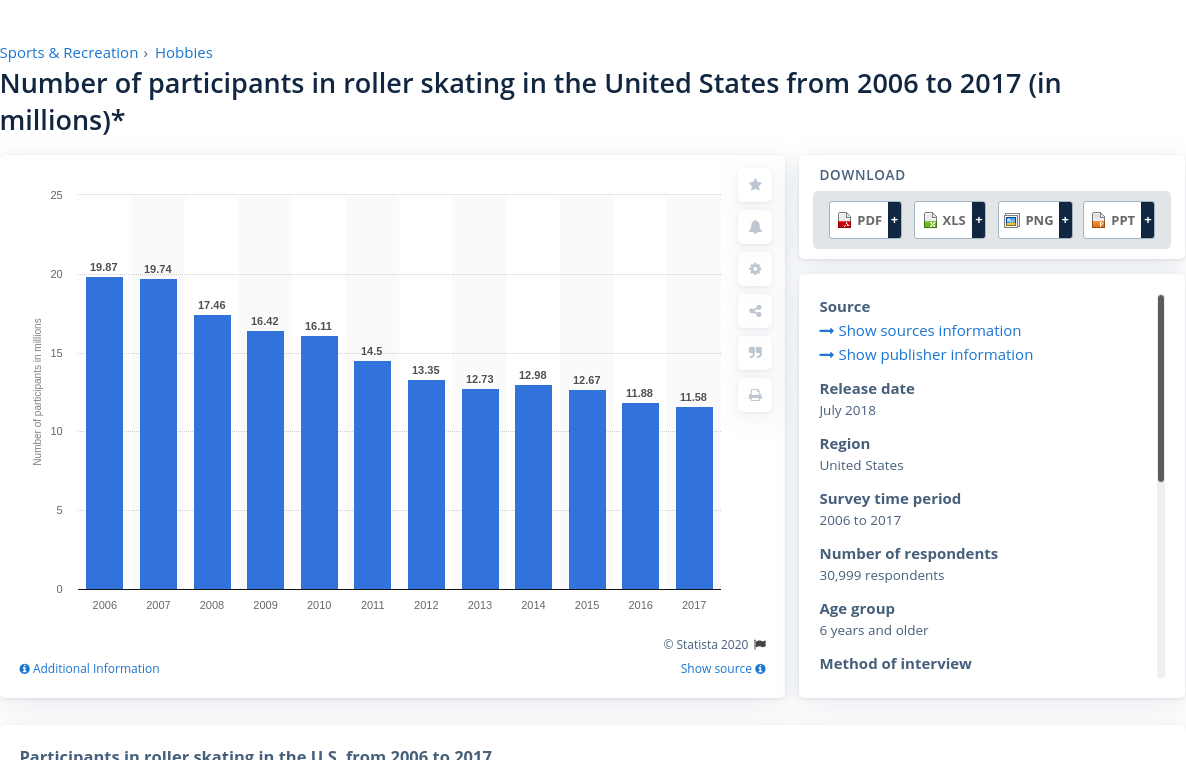 Sports & Recreation › Hobbies
Number of participants in roller skating in the United States from 2006 to 2017 (in
millions)*
DOWNLOAD
PDF +
XLS +
PNG +
PPT +
Number of participants in millions
25
20
15
10
5
0
19.87
19.74
17.46
16.42
16.11
14.5
13.35
12.73
12.98
12.67
11.88
11.58
2006
2007
2008
2009
2010
2011
2012
2013
2014
2015
2016
2017
© Statista 2020
Additional Information
Show source
Source
Show sources information
Show publisher information
Release date
July 2018
Region
United States
Survey time period
2006 to 2017
Number of respondents
30,999 respondents
Age group
6 years and older
Method of interview
Participants in roller skating in the U.S. from 2006 to 2017